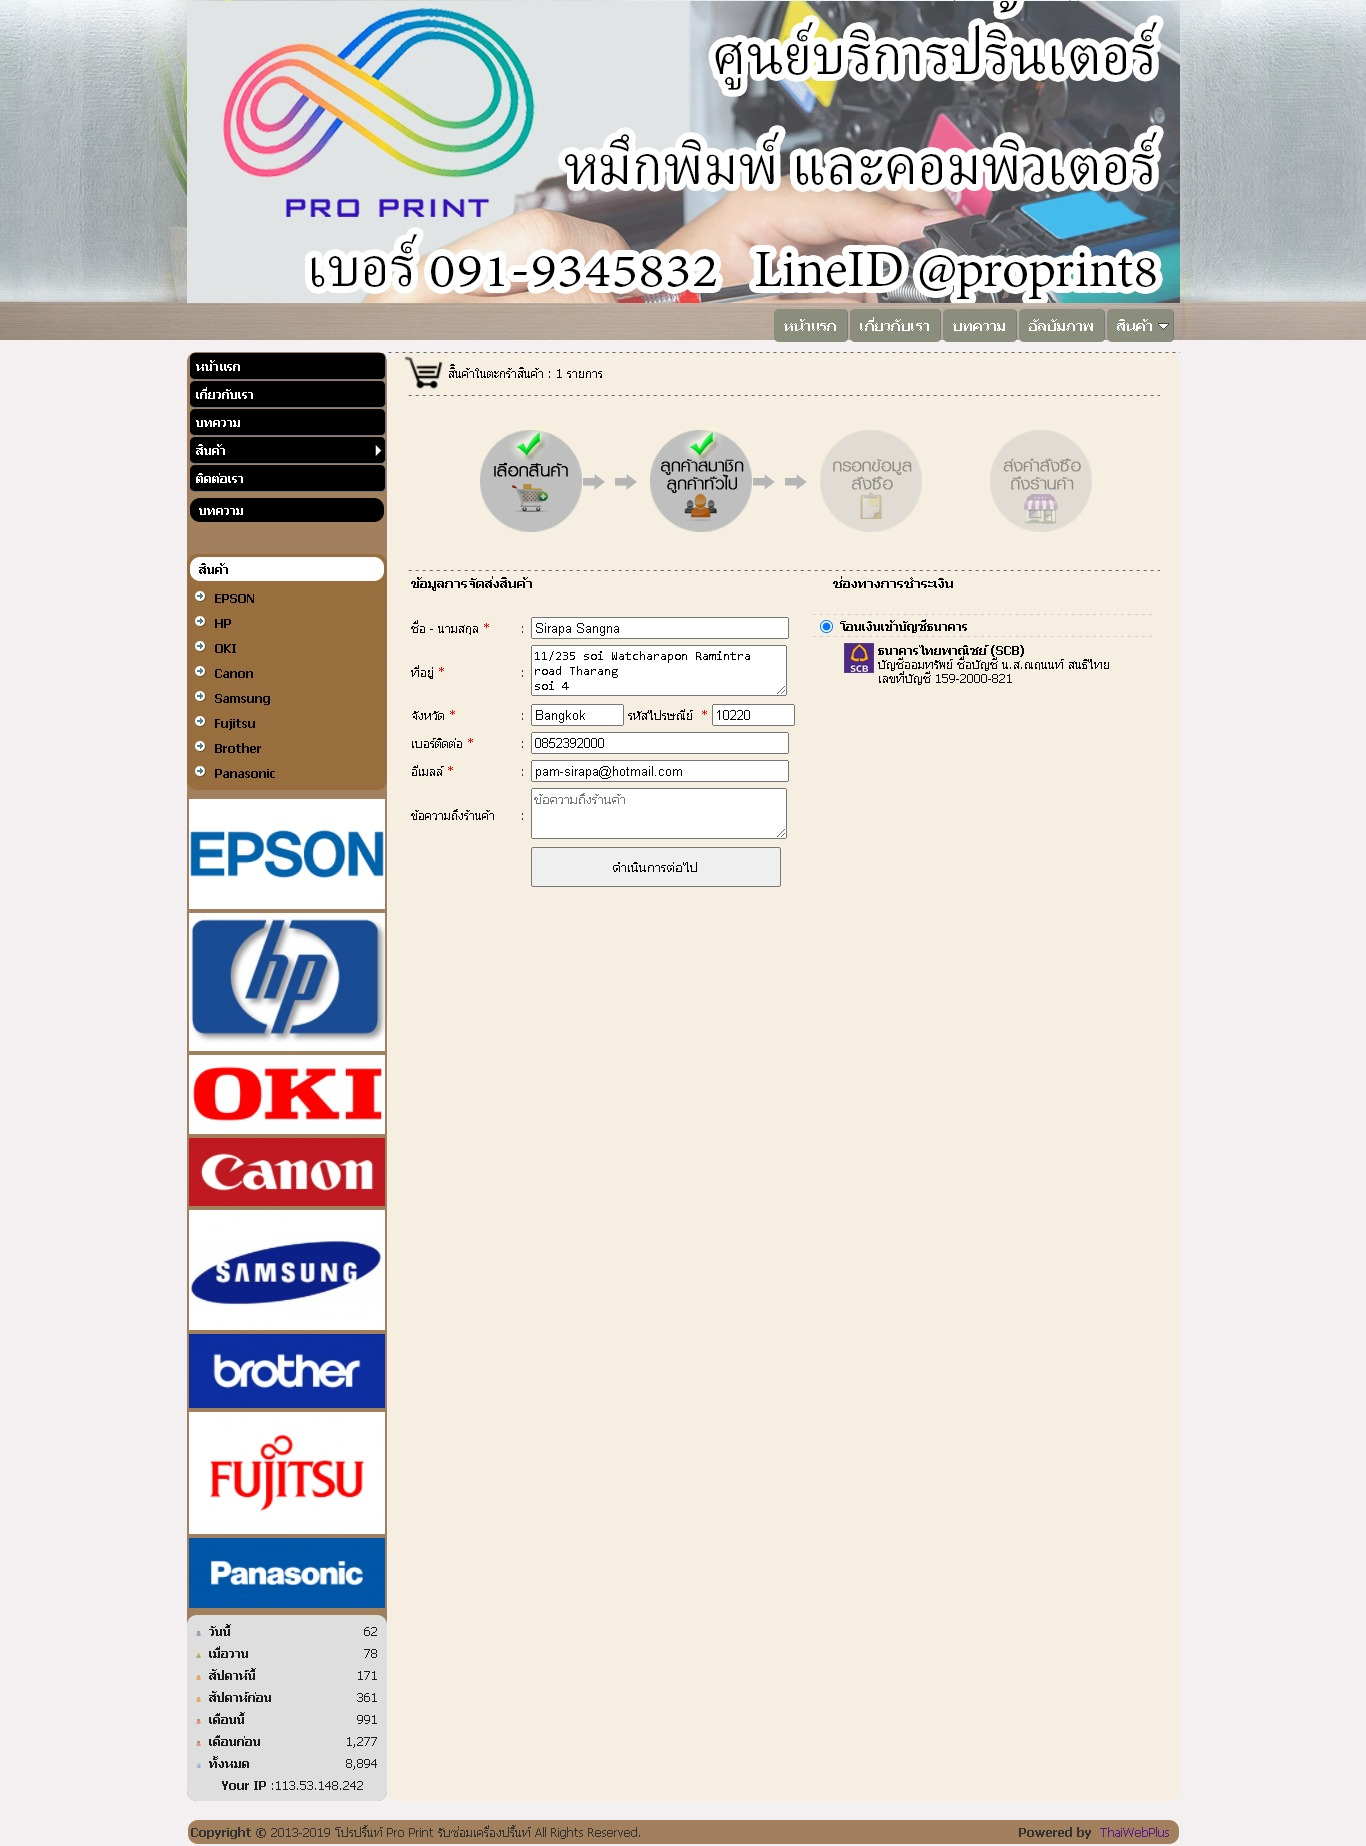 ศูนย์บริการปริ้นเตอร์
หมึกพิมพ์ และคอมพิวเตอร์
PRO PRINT
เบอร์ 091-9345832 LineID @proprint8
หน้าแรก เกี่ยวกับเรา บทความ อัลบัมภาพ สินค้า
หน้าแรก
เกี่ยวกับเรา
บทความ
สินค้า
ติดต่อเรา
บทความ
สินค้า
EPSON
HP
OKI
Canon
Samsung
Fujitsu
Brother
Panasonic
EPSON
hp
OKI
Canon
SAMSUNG
brother
FUJITSU
Panasonic
วันนี้ 62
เมื่อวาน 78
สัปดาห์นี้ 171
สัปดาห์ก่อน 361
เดือนนี้ 991
เดือนก่อน 1,277
ทั้งหมด 8,894
Your IP :113.53.148.242
สินค้าในตะกร้าสินค้า : 1 รายการ
เลือกสินค้า
ลูกค้าสมาชิก
ลูกค้าทั่วไป
กรอกข้อมูล
สั่งซื้อ
ส่งคำสั่งซื้อ
ถึงร้านค้า
ข้อมูลการจัดส่งสินค้า
ชื่อ - นามสกุล * : Sirapa Sangna
ที่อยู่ * : 11/235 soi Watcharapon Ramintra
road Tharang
soi 4
จังหวัด * : Bangkok รหัสไปรษณีย์ * 10220
เบอร์ติดต่อ * : 0852392000
อีเมลล์ * : pam-sirapa@hotmail.com
ข้อความถึงร้านค้า : ข้อความถึงร้านค้า
ดำเนินการต่อไป
ช่องทางการชำระเงิน
โอนเงินเข้าบัญชีธนาคาร
SCB
ธนาคารไทยพาณิชย์ (SCB)
บัญชีออมทรัพย์ ชื่อบัญชี น.ส.ณฤนนท์ สนธิไทย
เลขที่บัญชี 159-2000-821
Copyright © 2013-2019 โปรปริ้นท์ Pro Print รับซ่อมเครื่องปริ้นท์ All Rights Reserved.
Powered by ThaiWebPlus